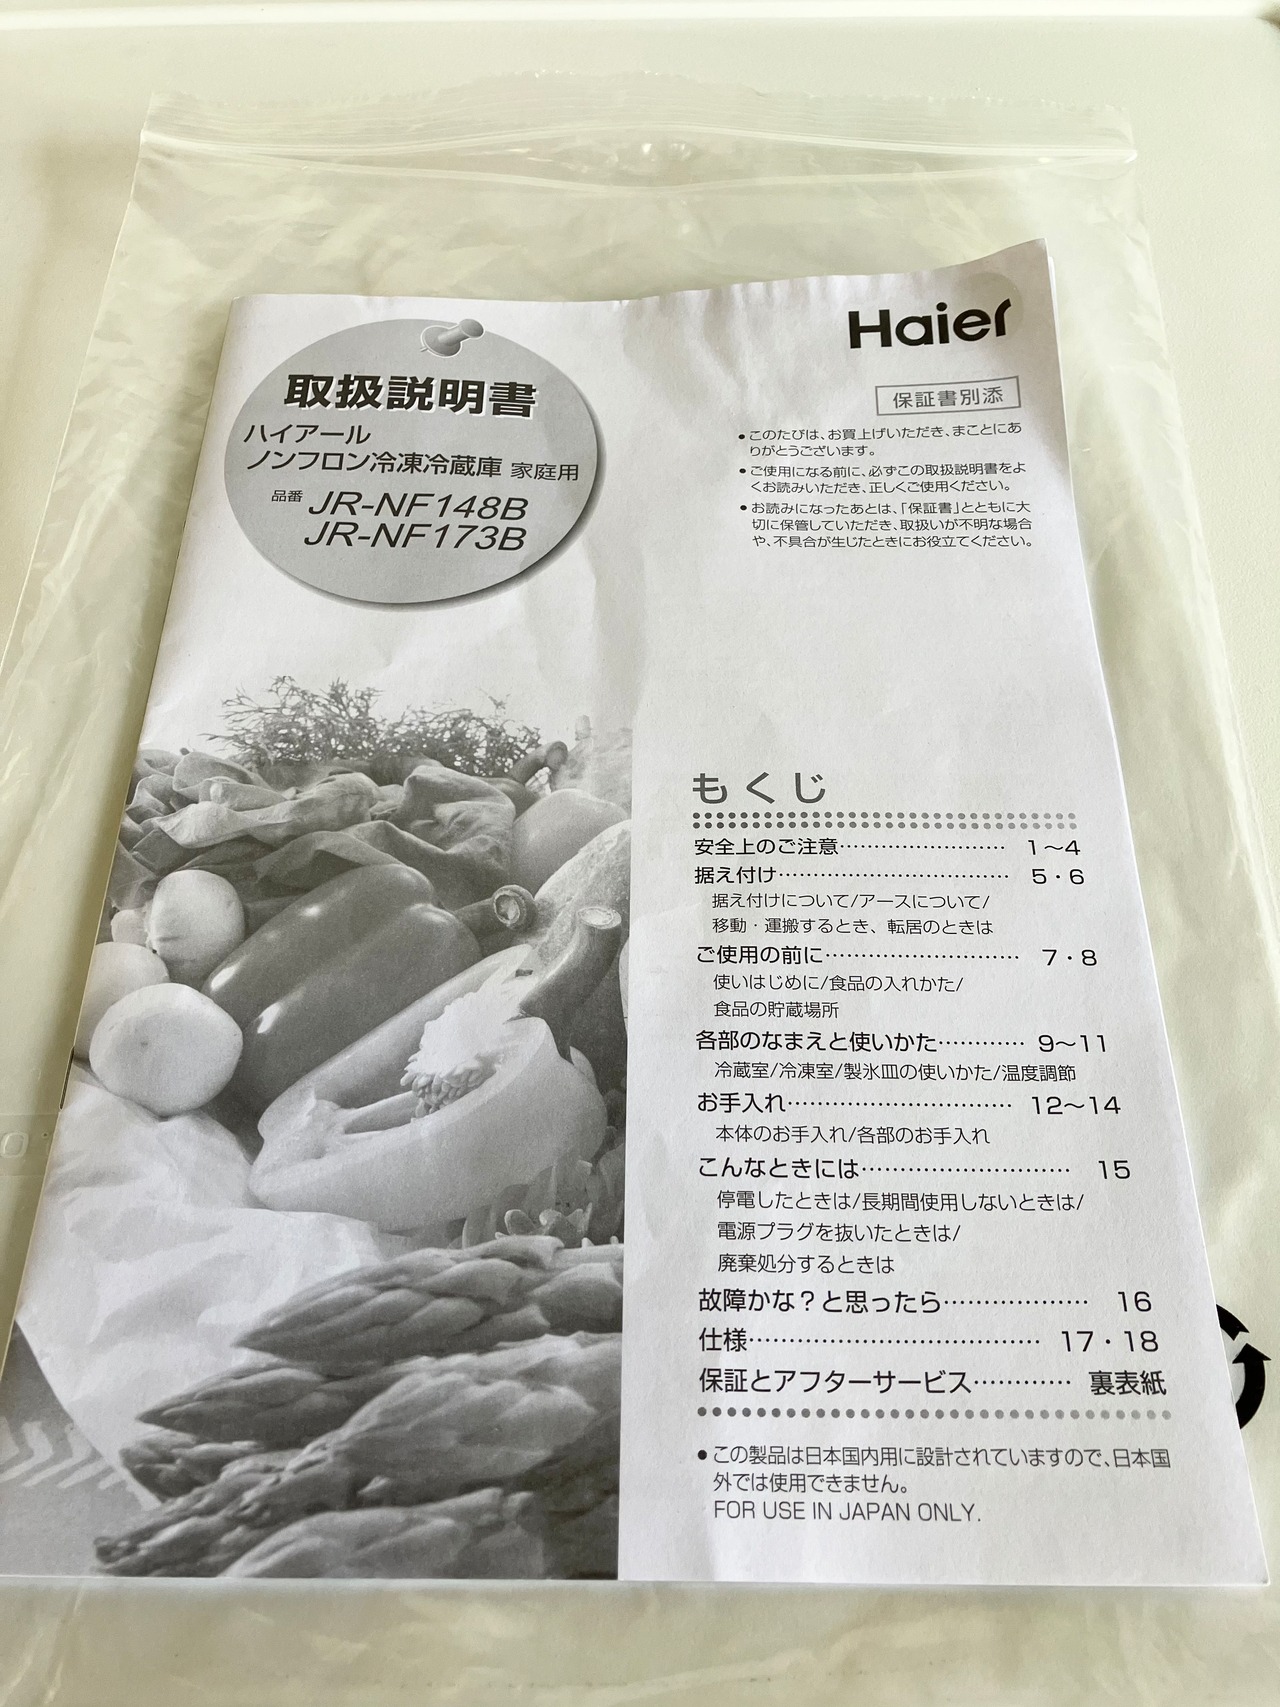 Haier
取扱説明書
ハイアール
ノンフロン冷凍冷蔵庫 家庭用
品番 JR-NF148B
JR-NF173B
保証書別添
●このたびは、お買上げいただき、まことにあ
りがとうございます。
●ご使用になる前に、必ずこの取扱説明書をよ
くお読みいただき、正しくご使用ください。
●お読みになったあとは、「保証書」とともに大
切に保管していただき、取扱いが不明な場合
や、不具合が生じたときにお役立てください。
もくじ
安全上のご注意…………………… 1～4
据え付け…………………………… 5・6
据え付けについて/アースについて/
移動・運搬するとき、転居のときは
ご使用の前に……………………… 7・8
使いはじめに/食品の入れかた/
食品の貯蔵場所
各部のなまえと使いかた………… 9～11
冷蔵室/冷凍室/製氷皿の使いかた/温度調節
お手入れ………………………… 12～14
本体のお手入れ/各部のお手入れ
こんなときには……………………… 15
停電したときは/長期間使用しないときは/
電源プラグを抜いたときは/
廃棄処分するときは
故障かな？と思ったら……………… 16
仕様………………………………… 17・18
保証とアフターサービス………… 裏表紙
●この製品は日本国内用に設計されていますので、日本国
外では使用できません。
FOR USE IN JAPAN ONLY.